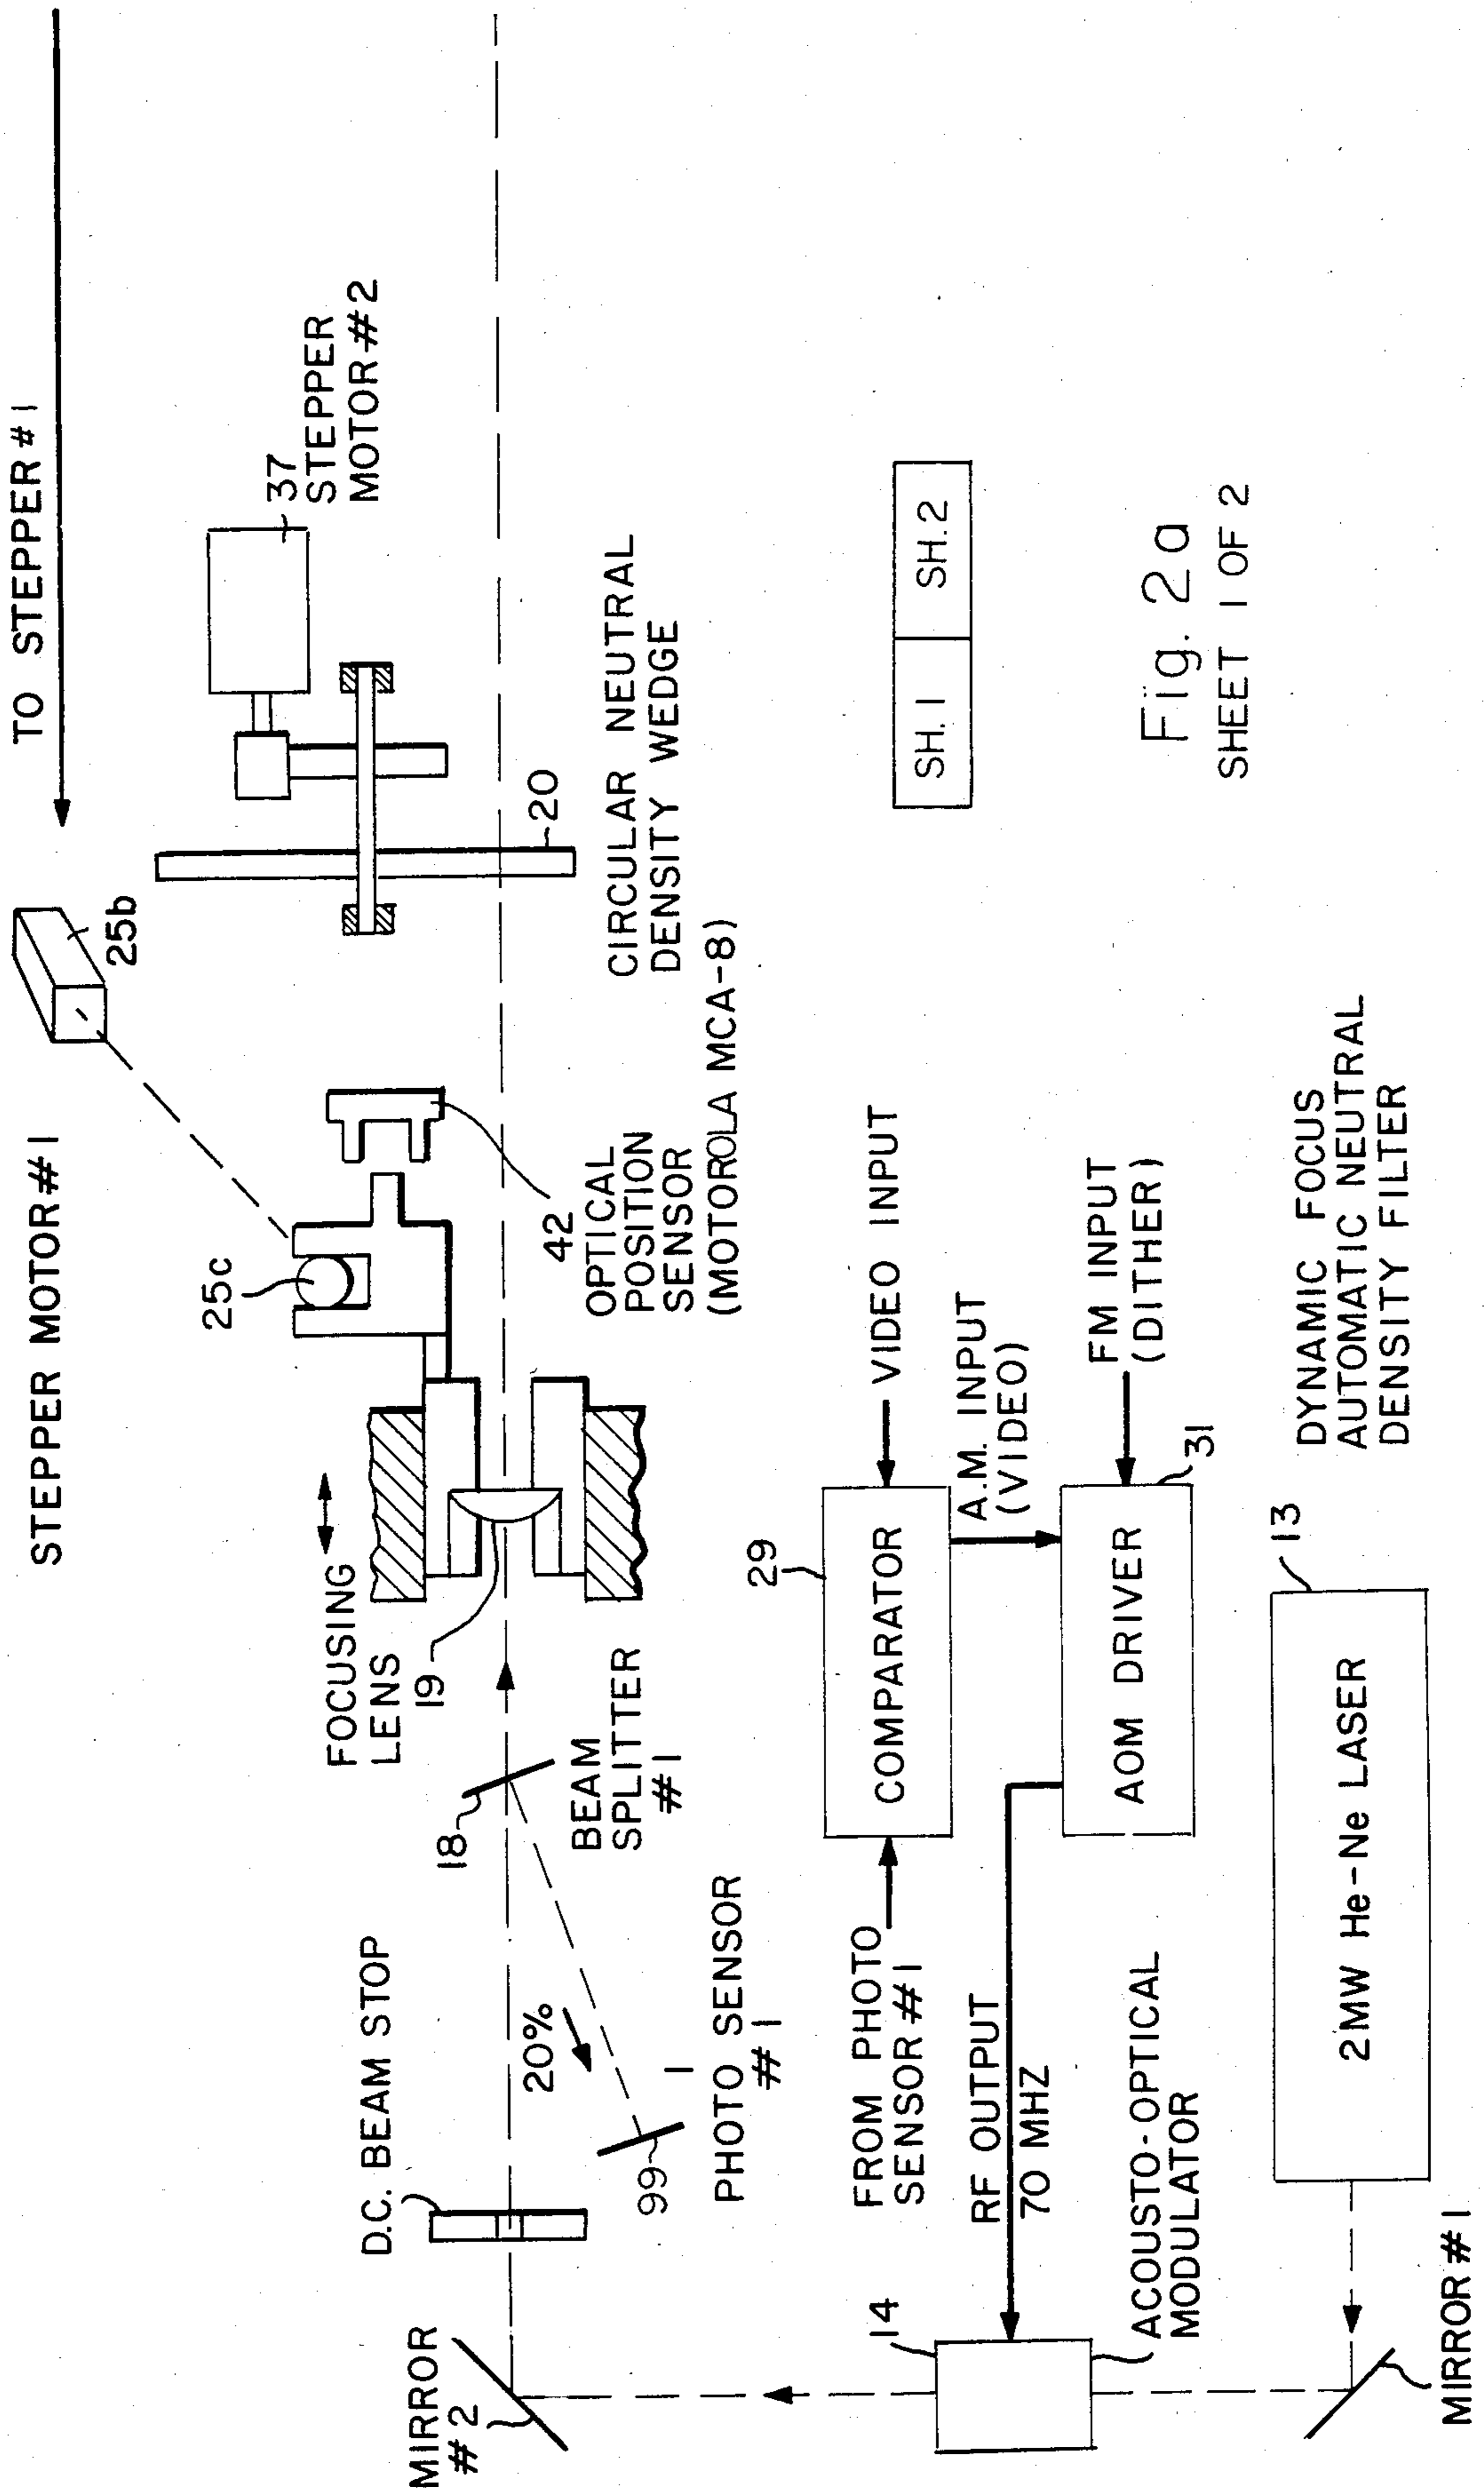 TO STEPPER #1
STEPPER MOTOR #1
25b
25c
37
STEPPER
MOTOR #2
FOCUSING
LENS
19
42
OPTICAL
POSITION
SENSOR
(MOTOROLA MCA-8)
20
CIRCULAR NEUTRAL
DENSITY WEDGE
D.C. BEAM STOP
MIRROR
#2
18
BEAM
SPLITTER
#1
20%
99
1
PHOTO SENSOR
#1
29
COMPARATOR
VIDEO INPUT
FROM PHOTO
SENSOR #1
A.M. INPUT
(VIDEO)
RF OUTPUT
70 MHZ
AOM DRIVER
31
FM INPUT
(DITHER)
14
ACOUSTO-OPTICAL
MODULATOR
13
2MW He-Ne LASER
MIRROR #1
DYNAMIC FOCUS
AUTOMATIC NEUTRAL
DENSITY FILTER
SH. 1 SH. 2
Fig. 2a
SHEET 1 OF 2